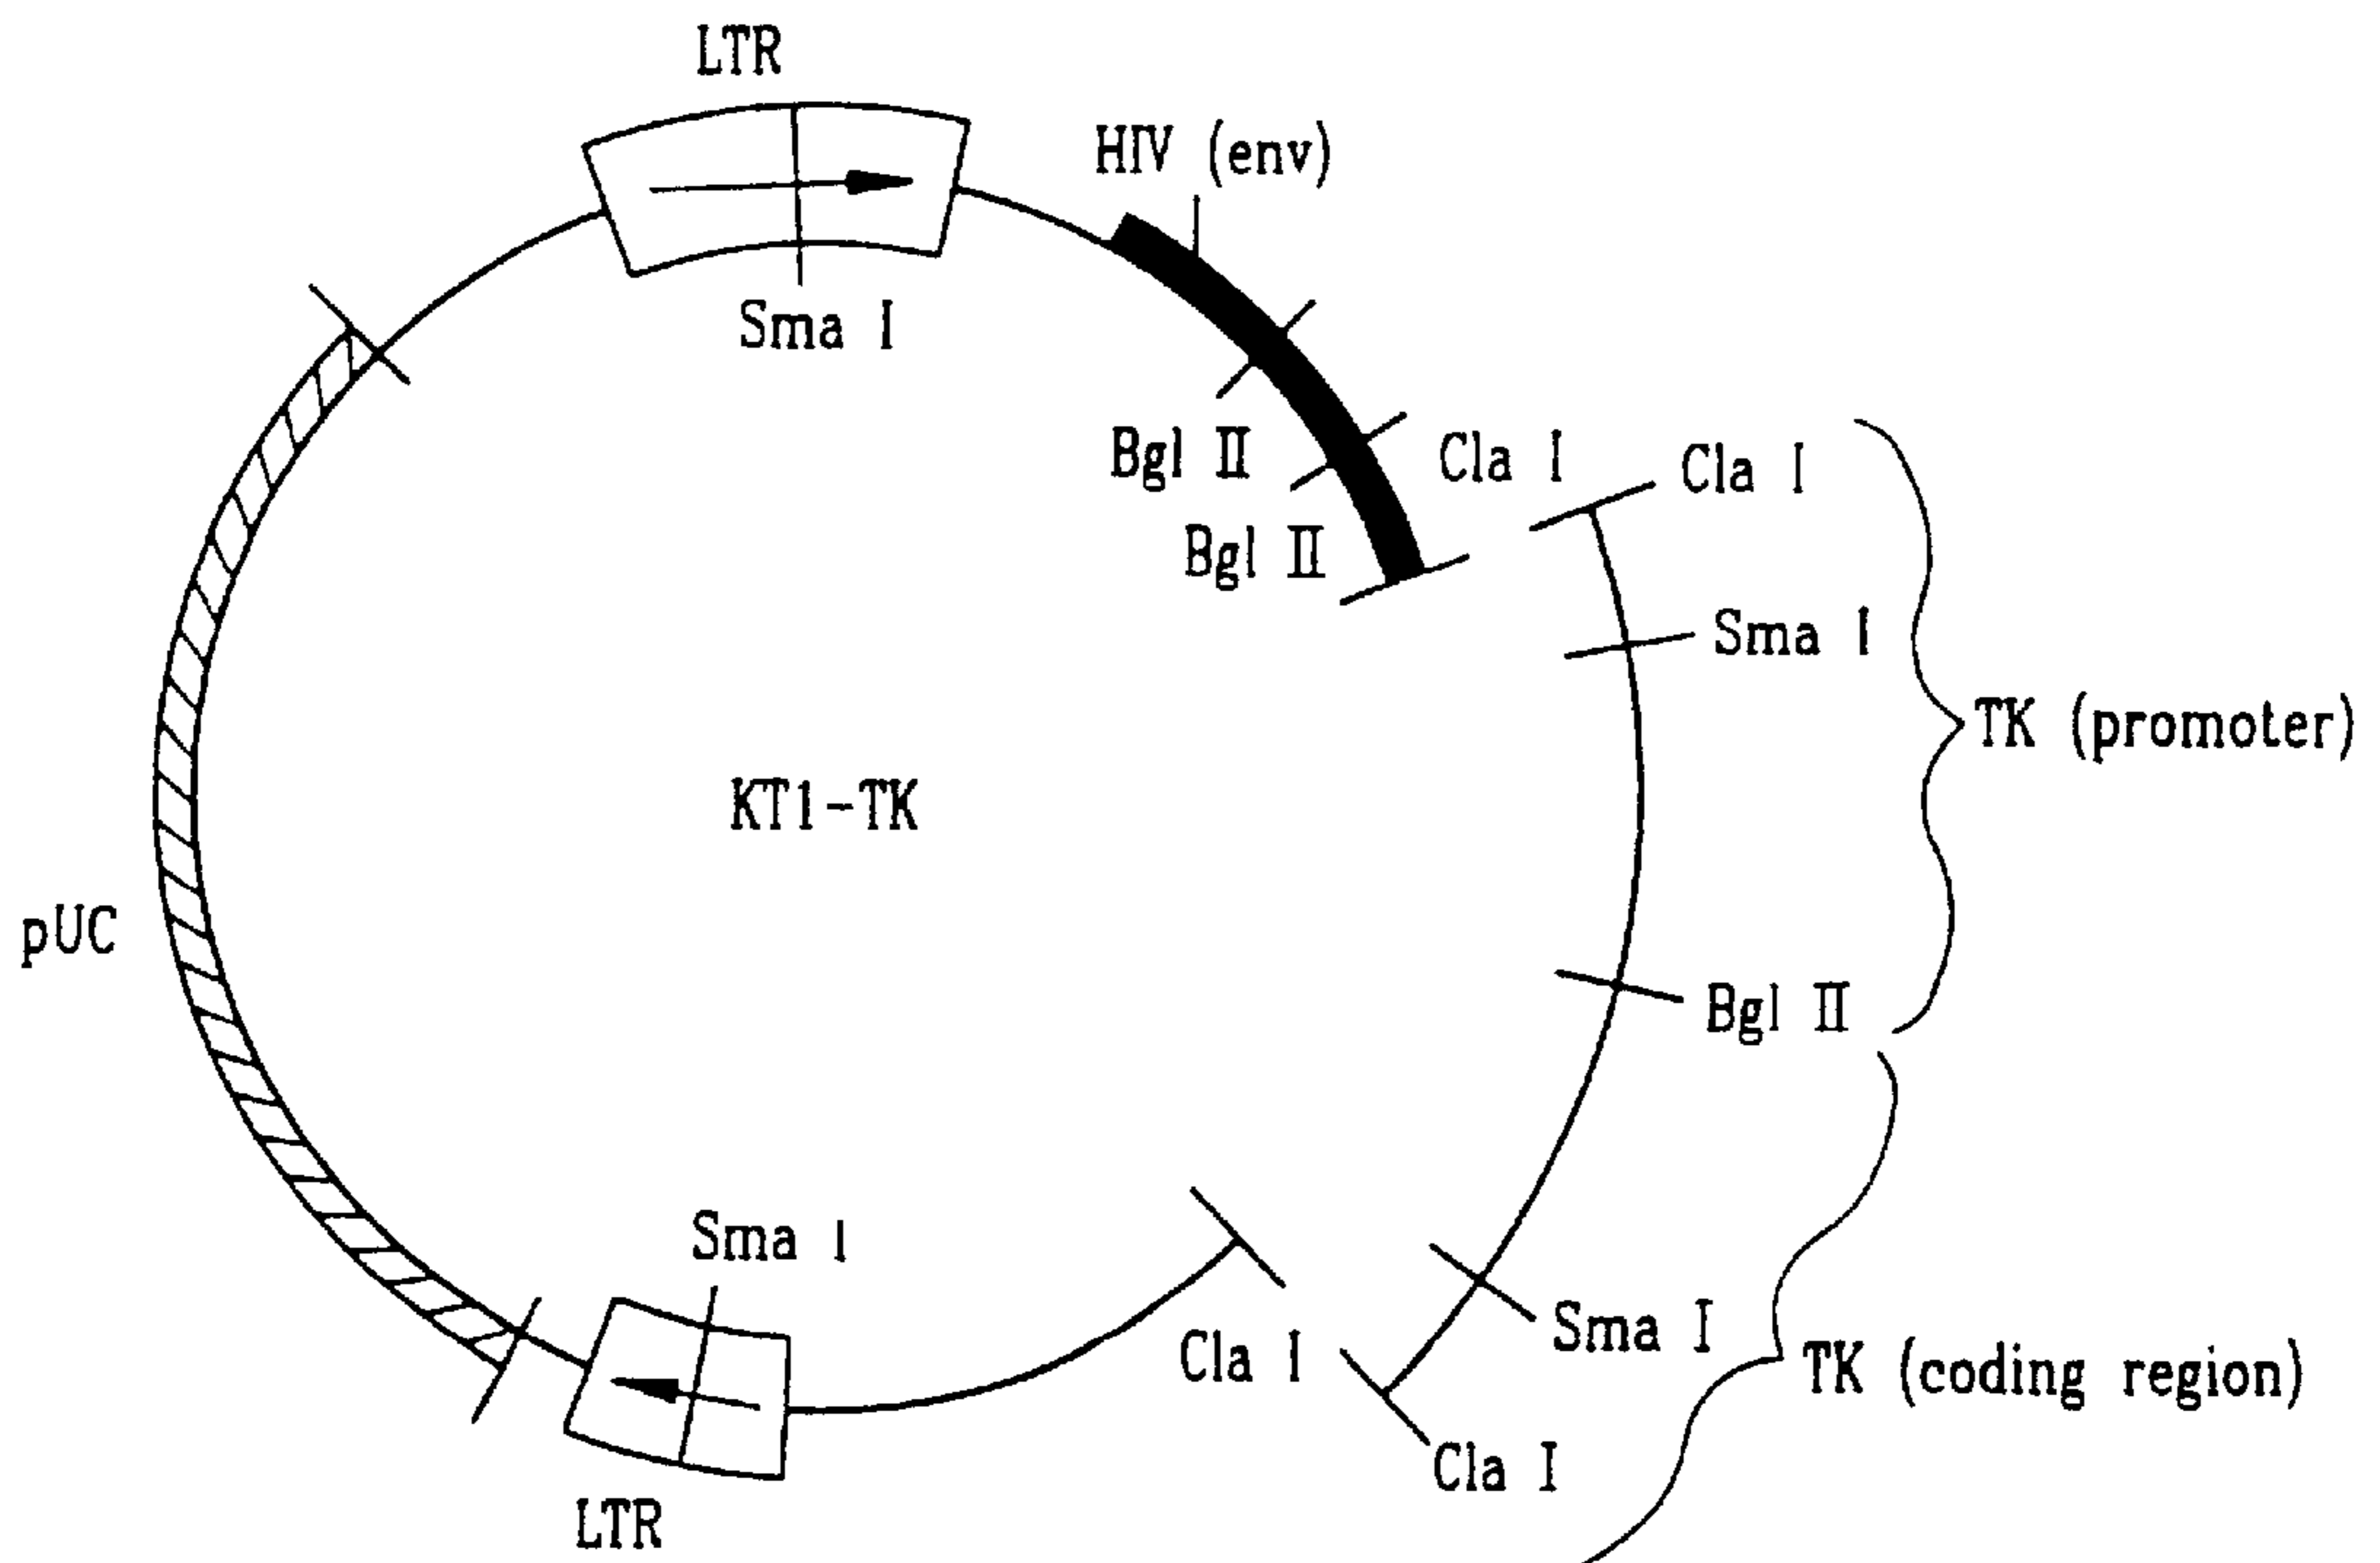 LTR
HIV (env)
Sma I
Bgl II
Cla I
Cla I
Bgl II
Sma I
TK (promoter)
KT1-TK
pUC
Bgl II
Sma I
Sma I
Cla I
TK (coding region)
Cla I
LTR